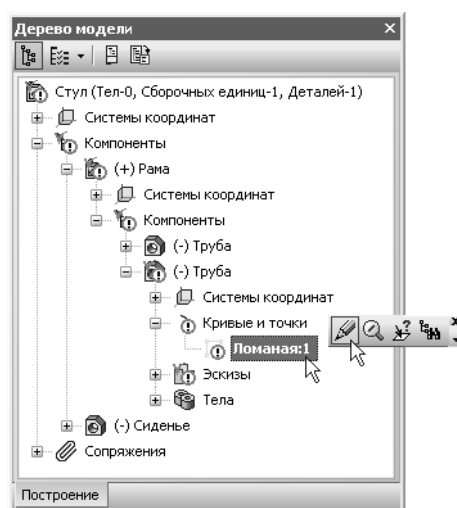 Дерево модели
Стул (Тел-0, Сборочных единиц-1, Деталей-1)
Системы координат
Компоненты
(+) Рама
Системы координат
Компоненты
(-) Труба
(-) Труба
Системы координат
Кривые и точки
Ломаная:1
Эскизы
Тела
(-) Сиденье
Сопряжения
Построение